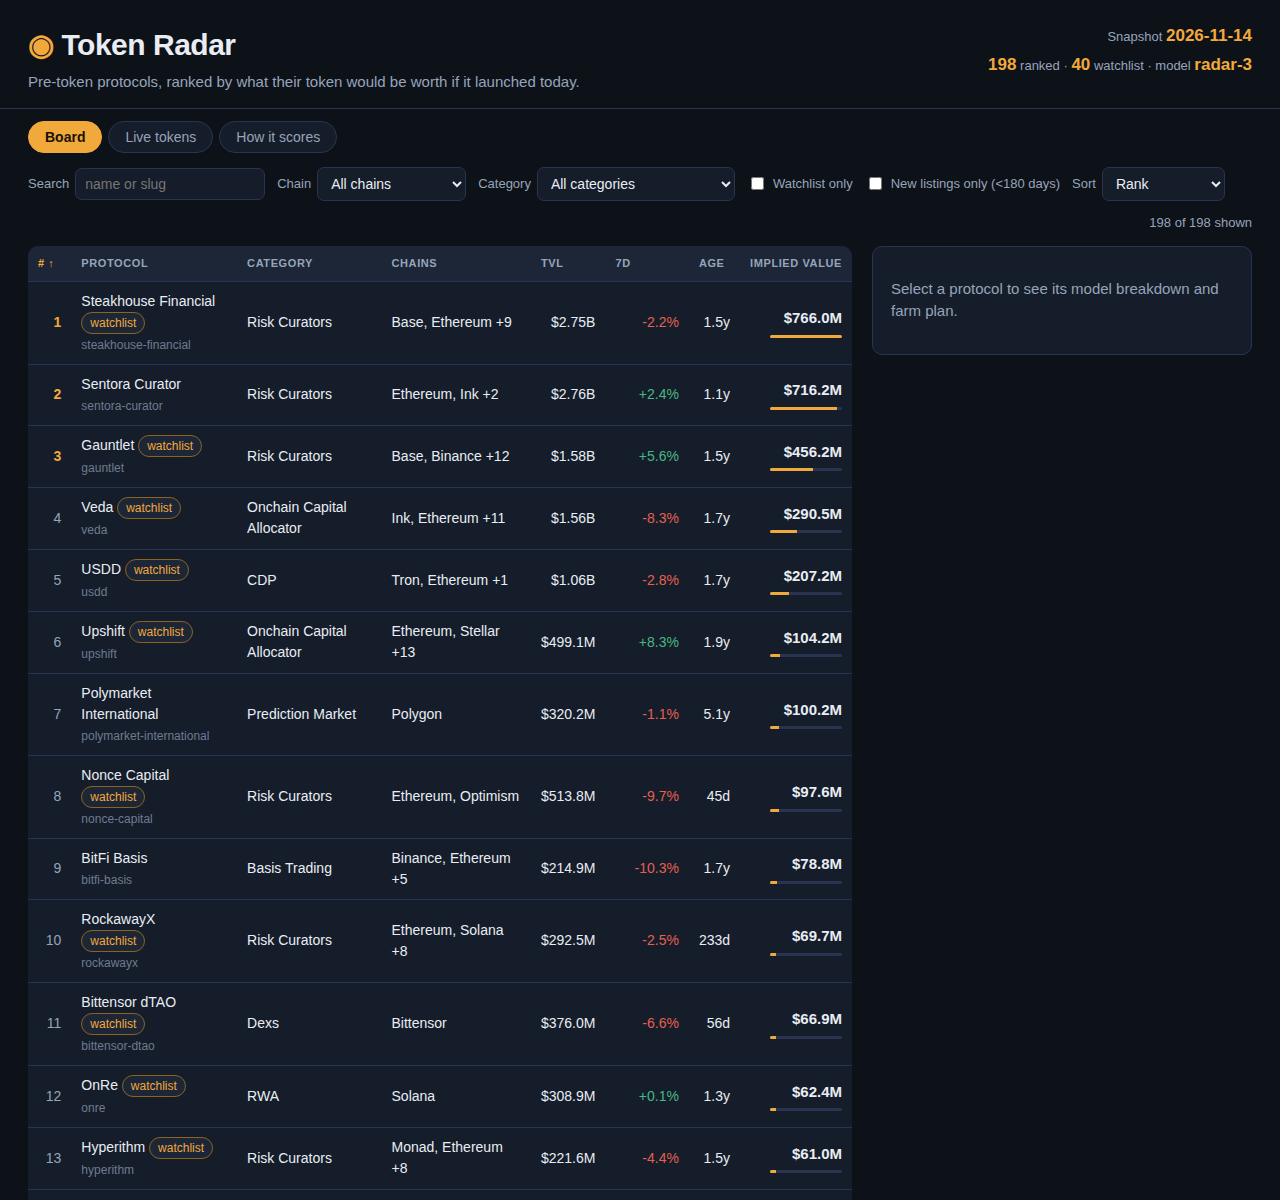 ◉ Token Radar
Pre-token protocols, ranked by what their token would be worth if it launched today.
Snapshot 2026-11-14
198 ranked · 40 watchlist · model radar-3
Board
Live tokens
How it scores
Search name or slug Chain All chains Category All categories Watchlist only New listings only (<180 days) Sort Rank
198 of 198 shown
# ↑ PROTOCOL CATEGORY CHAINS TVL 7D AGE IMPLIED VALUE
1 Steakhouse Financial watchlist steakhouse-financial Risk Curators Base, Ethereum +9 $2.75B -2.2% 1.5y $766.0M
2 Sentora Curator sentora-curator Risk Curators Ethereum, Ink +2 $2.76B +2.4% 1.1y $716.2M
3 Gauntlet watchlist gauntlet Risk Curators Base, Binance +12 $1.58B +5.6% 1.5y $456.2M
4 Veda watchlist veda Onchain Capital Allocator Ink, Ethereum +11 $1.56B -8.3% 1.7y $290.5M
5 USDD watchlist usdd CDP Tron, Ethereum +1 $1.06B -2.8% 1.7y $207.2M
6 Upshift watchlist upshift Onchain Capital Allocator Ethereum, Stellar +13 $499.1M +8.3% 1.9y $104.2M
7 Polymarket International polymarket-international Prediction Market Polygon $320.2M -1.1% 5.1y $100.2M
8 Nonce Capital watchlist nonce-capital Risk Curators Ethereum, Optimism $513.8M -9.7% 45d $97.6M
9 BitFi Basis bitfi-basis Basis Trading Binance, Ethereum +5 $214.9M -10.3% 1.7y $78.8M
10 RockawayX watchlist rockawayx Risk Curators Ethereum, Solana +8 $292.5M -2.5% 233d $69.7M
11 Bittensor dTAO watchlist bittensor-dtao Dexs Bittensor $376.0M -6.6% 56d $66.9M
12 OnRe watchlist onre RWA Solana $308.9M +0.1% 1.3y $62.4M
13 Hyperithm watchlist hyperithm Risk Curators Monad, Ethereum +8 $221.6M -4.4% 1.5y $61.0M
Select a protocol to see its model breakdown and
farm plan.